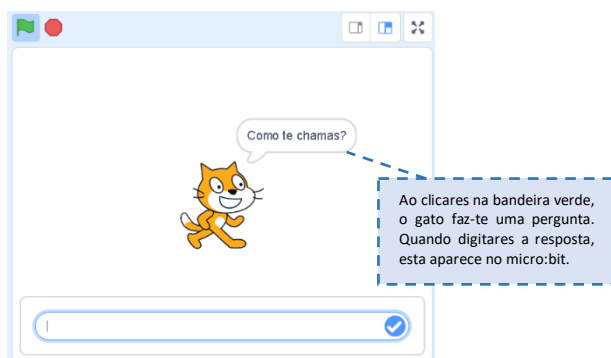 Como te chamas?
Ao clicares na bandeira verde,
o gato faz-te uma pergunta.
Quando digitares a resposta,
esta aparece no micro:bit.